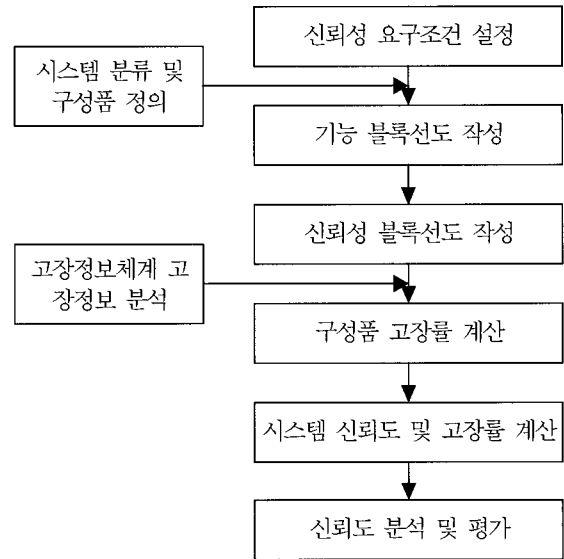 신뢰성 요구조건 설정
시스템 분류 및
구성품 정의
기능 블록선도 작성
신뢰성 블록선도 작성
고장정보체계 고
장정보 분석
구성품 고장률 계산
시스템 신뢰도 및 고장률 계산
신뢰도 분석 및 평가